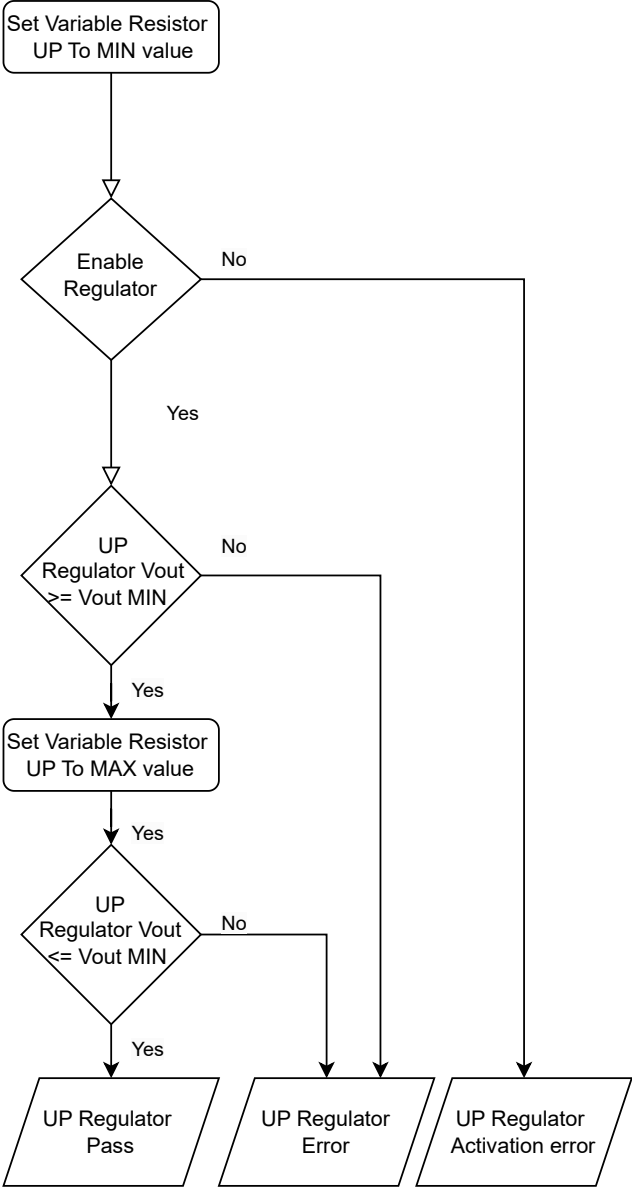 Set Variable Resistor
UP To MIN value
Enable
Regulator
No
Yes
UP
Regulator Vout
>= Vout MIN
No
Yes
Set Variable Resistor
UP To MAX value
Yes
UP
Regulator Vout
<= Vout MIN
No
Yes
UP Regulator
Pass
UP Regulator
Error
UP Regulator
Activation error